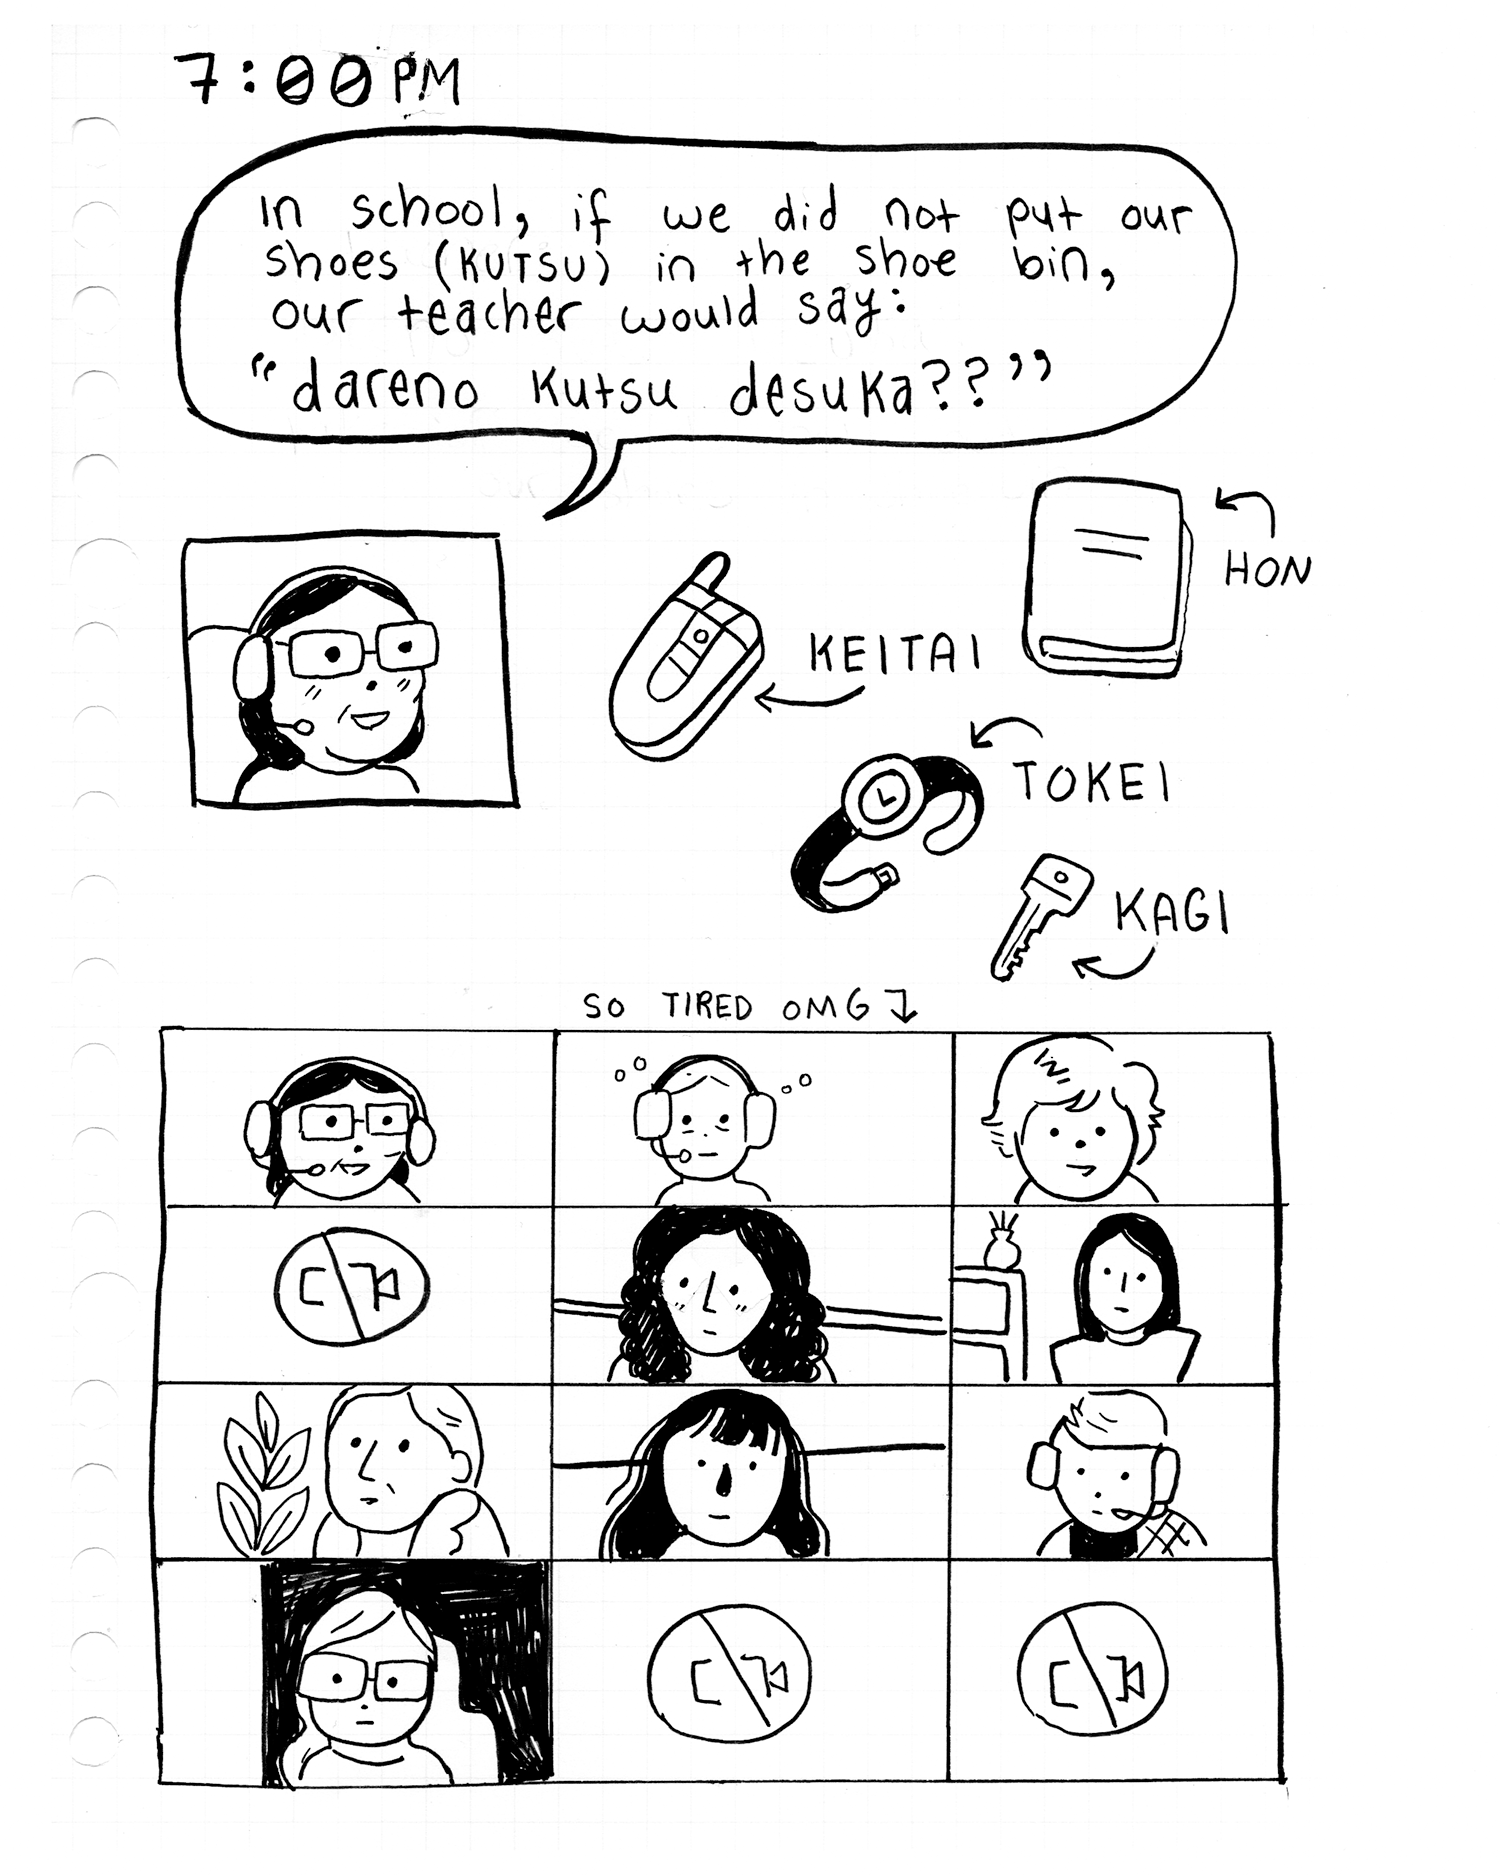 7:00 PM
In school, if we did not put our
shoes (KUTSU) in the shoe bin,
our teacher would say:
“dareno kutsu desuka??”
HON
KEITAI
TOKEI
KAGI
SO TIRED OMG